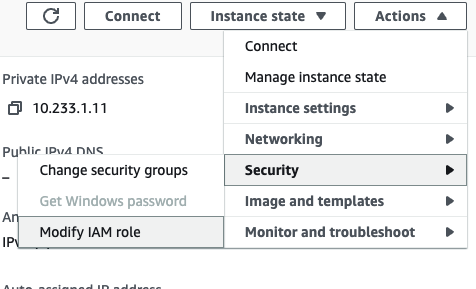 Connect
Instance state
Actions
Connect
Manage instance state
Private IPv4 addresses
10.233.1.11
Instance settings
Networking
Public IPv4 DNS
–
Change security groups
Security
Get Windows password
Image and templates
Modify IAM role
Monitor and troubleshoot
Auto-assigned IP address